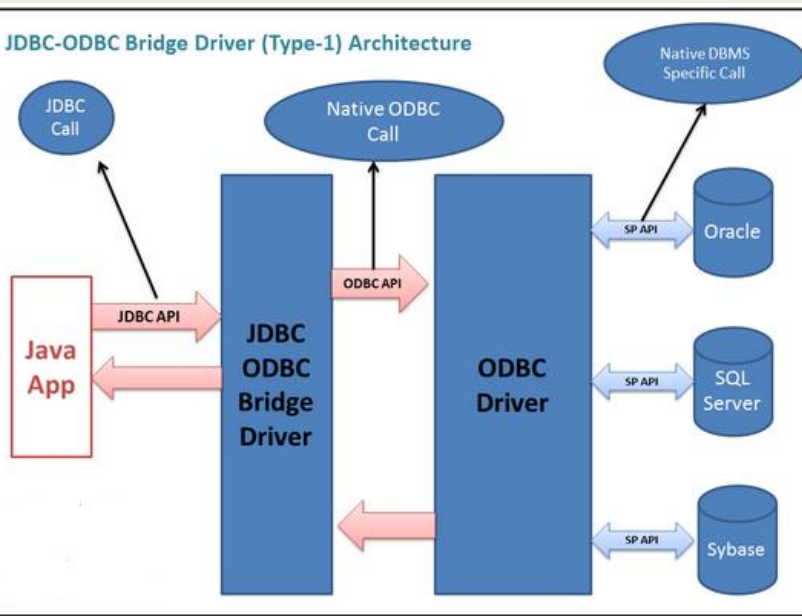 JDBC-ODBC Bridge Driver (Type-1) Architecture
JDBC
Call
Native ODBC
Call
Native DBMS
Specific Call
Java
App
JDBC API
JDBC
ODBC
Bridge
Driver
ODBC API
ODBC
Driver
SP API
Oracle
SP API
SQL
Server
SP API
Sybase